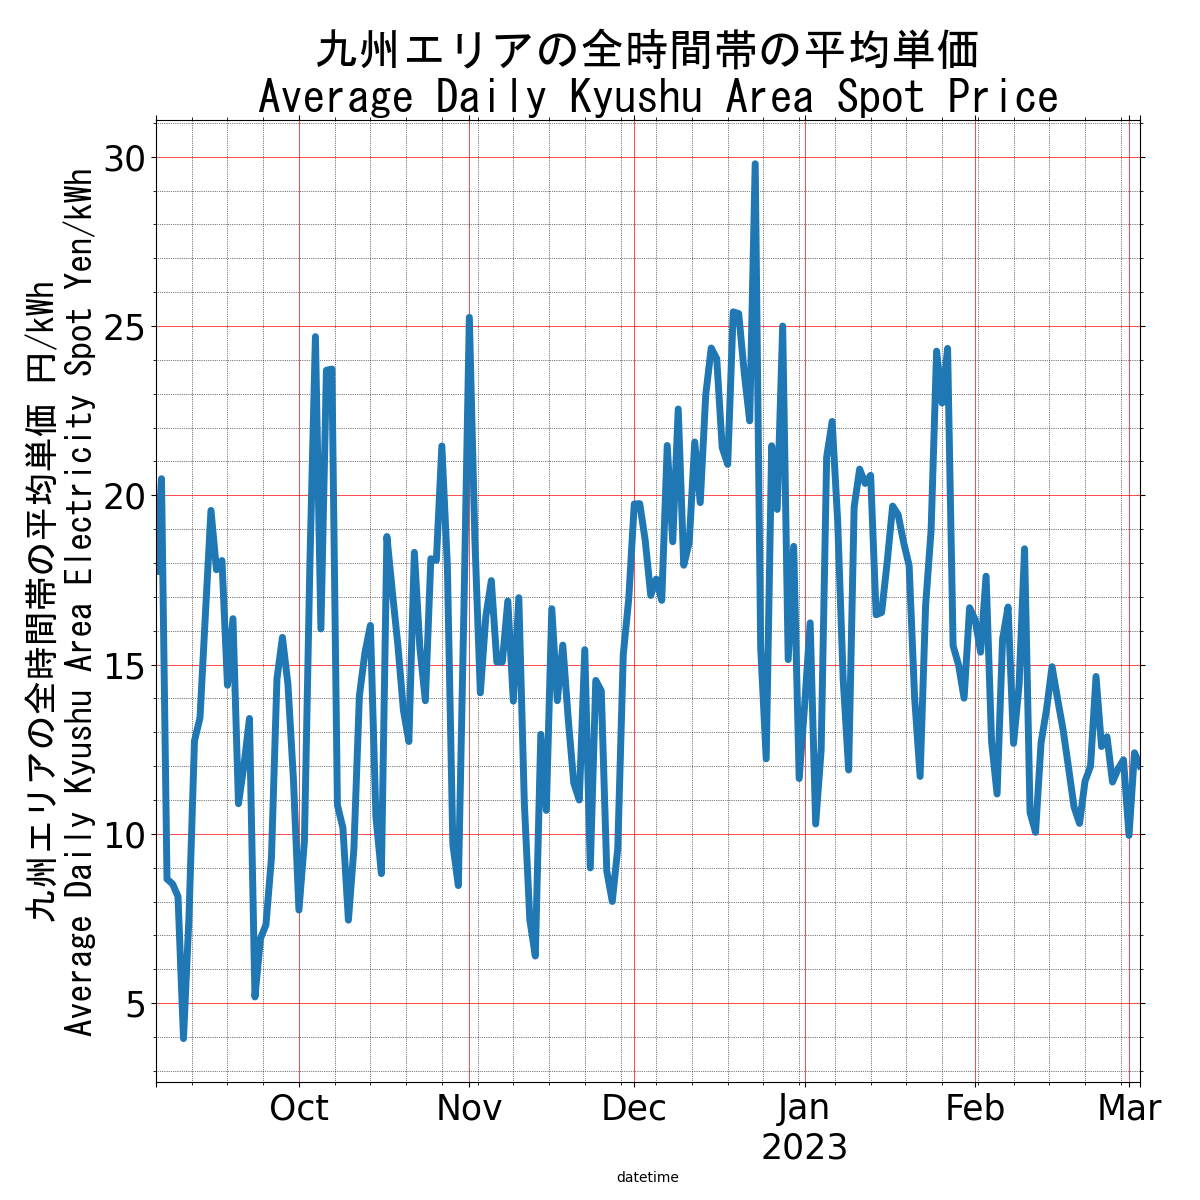 九州エリアの全時間帯の平均単価
Average Daily Kyushu Area Spot Price
九州エリアの全時間帯の平均単価 円/kWh
Average Daily Kyushu Area Electricity Spot Yen/kWh
30
25
20
15
10
5
Oct
Nov
Dec
Jan
2023
Feb
Mar
datetime